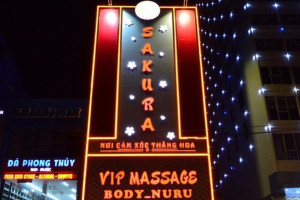 SAKURA
NƠI CẢM XÚC THĂNG HOA
VIP MASSAGE
BODY_NURU
ĐÁ PHONG THỦY